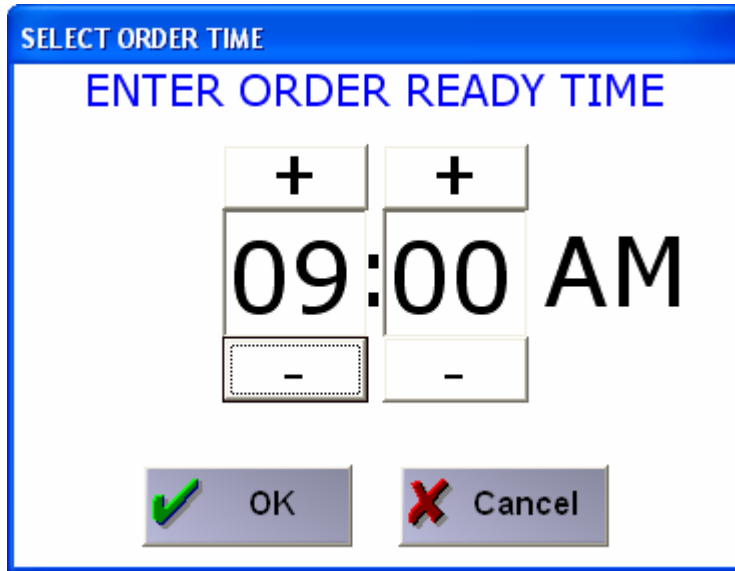 SELECT ORDER TIME
ENTER ORDER READY TIME
+ +
09:00 AM
- -
OK Cancel